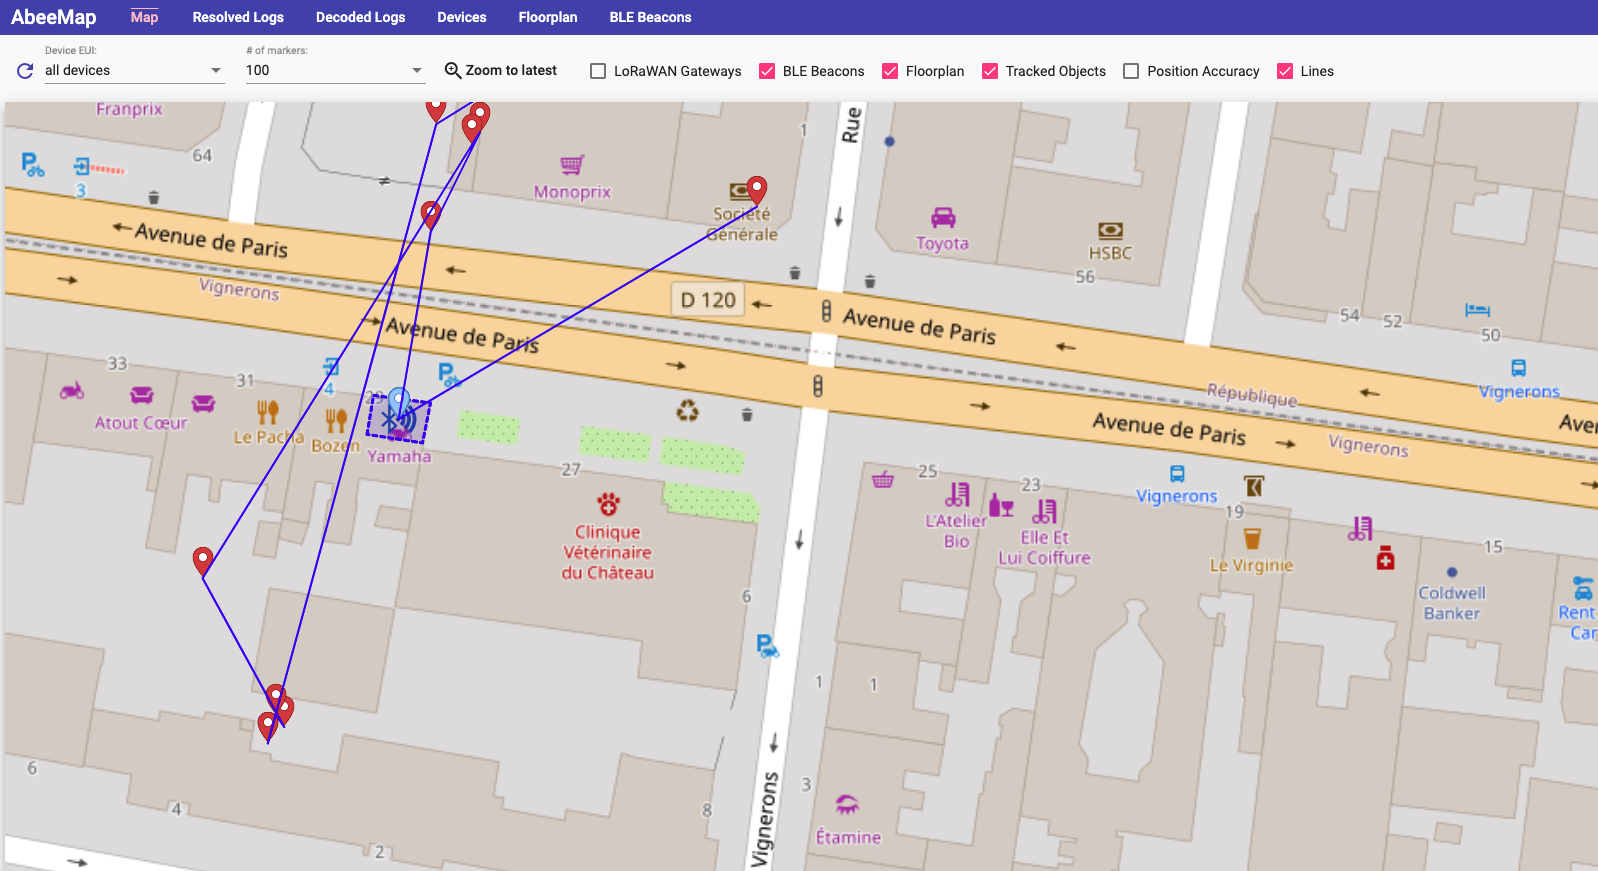 AbeeMap Map Resolved Logs Decoded Logs Devices Floorplan BLE Beacons
Device EUI:
all devices
# of markers:
100
Zoom to latest
LoRaWAN Gateways
BLE Beacons
Floorplan
Tracked Objects
Position Accuracy
Lines
Franprix
64
3
Monoprix
1
Rue
Société
Générale
Toyota
HSBC
56
54
52
50
Avenue de Paris
Vignerons
D 120
Avenue de Paris
Avenue de Paris
République
Vignerons
Avenue de Paris
Vignerons
Aven
33
31
4
Atout Cœur
Le Pacha
Bozen
Yamaha
27
Clinique
Vétérinaire
du Château
25
23
L'Atelier
Bio
Elle Et
Lui Coiffure
Vignerons
19
Le Virginie
15
Coldwell
Banker
Rent
Car
6
1
1
3
Vignerons
Étamine
6
4
2
8